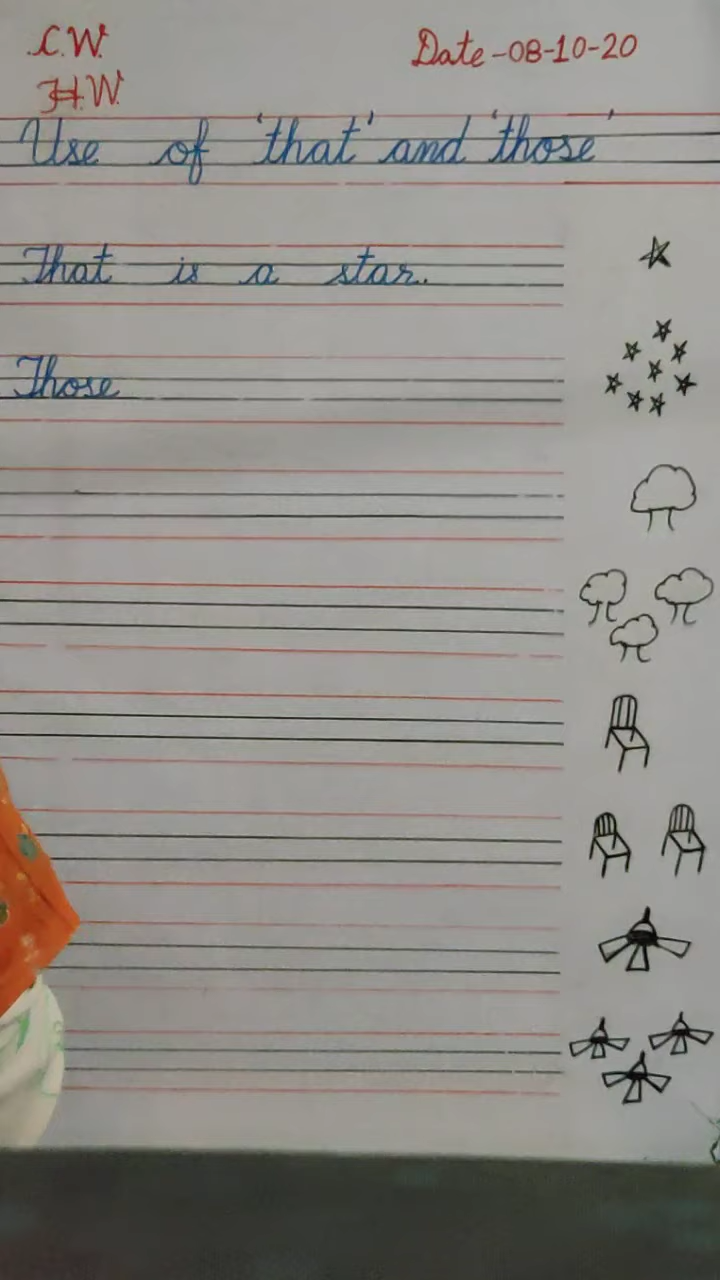 C.W. Date-08-10-20
H.W.
Use of 'that' and 'those'
That is a star.
Those